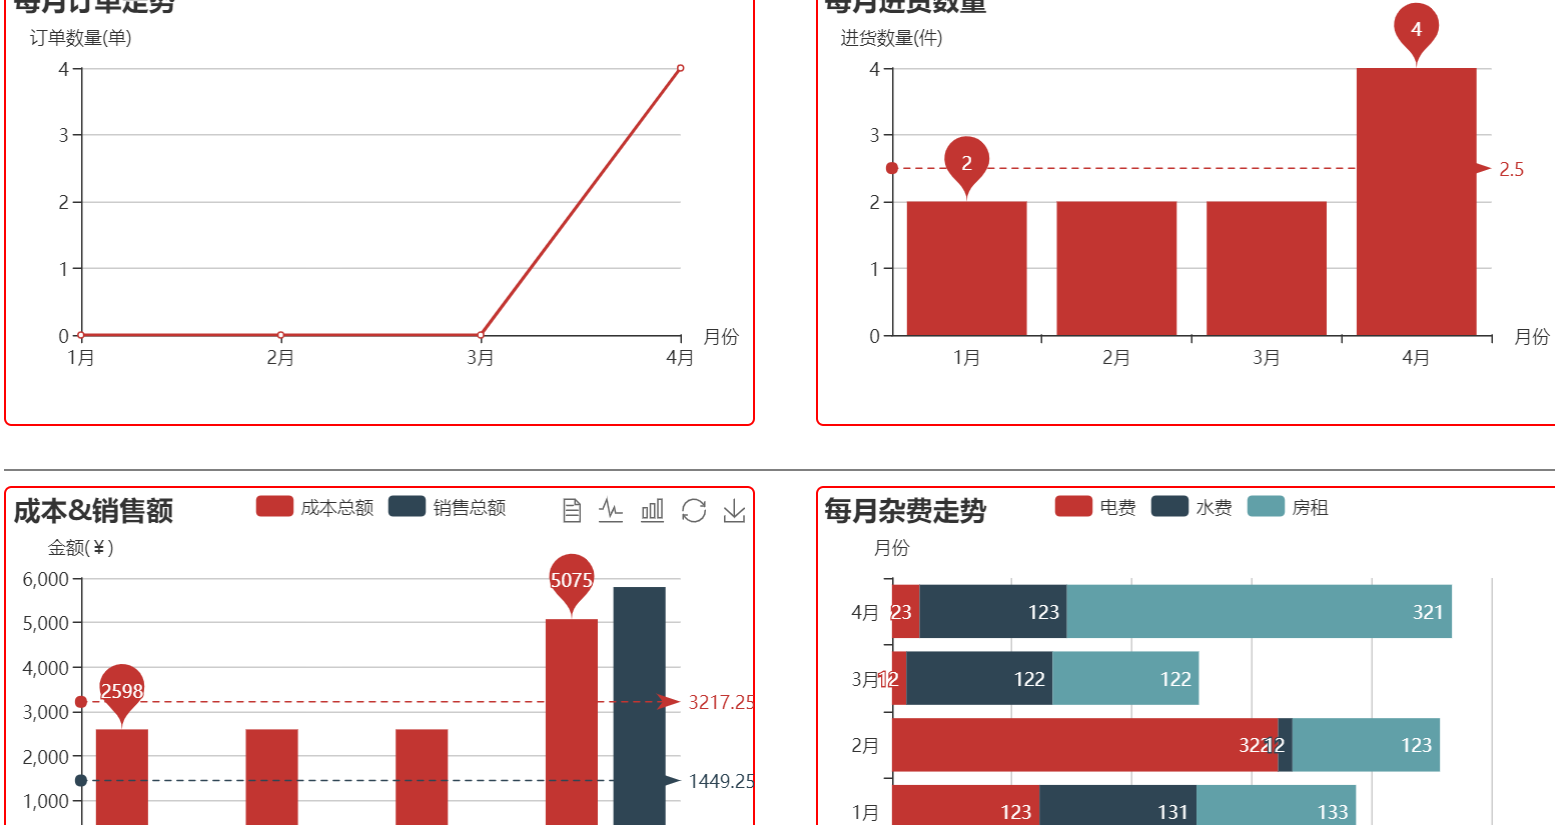 每月订单走势
订单数量(单)
4
3
2
1
0
1月
2月
3月
4月
月份
每月进货数量
进货数量(件)
4
3
2
1
0
4
2
2.5
1月
2月
3月
4月
月份
成本&销售额
成本总额
销售总额
金额(¥)
6,000
5,000
4,000
3,000
2,000
1,000
2598
5075
3217.25
1449.25
每月杂费走势
电费
水费
房租
月份
4月
23
123
321
3月
12
122
122
2月
322
12
123
1月
123
131
133